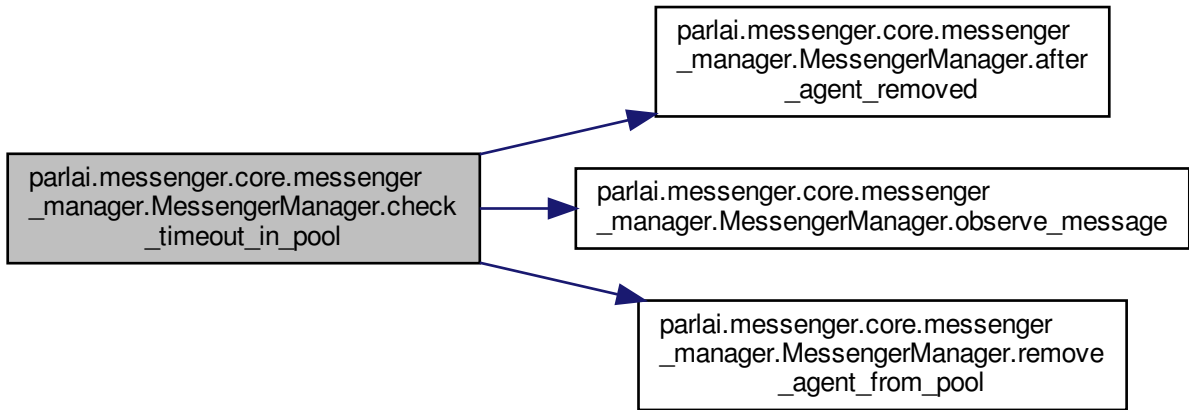 parlai.messenger.core.messenger
_manager.MessengerManager.check
_timeout_in_pool
parlai.messenger.core.messenger
_manager.MessengerManager.after
_agent_removed
parlai.messenger.core.messenger
_manager.MessengerManager.observe_message
parlai.messenger.core.messenger
_manager.MessengerManager.remove
_agent_from_pool